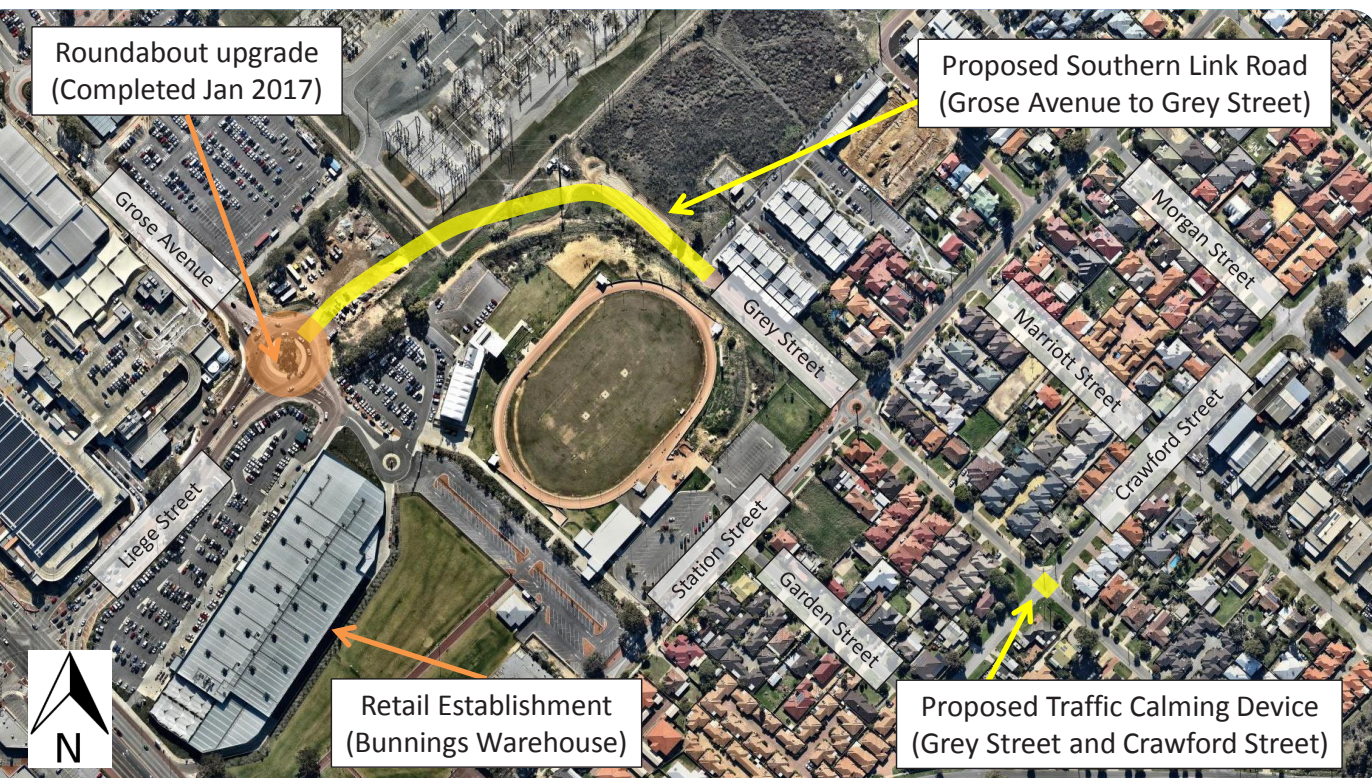 Roundabout upgrade
(Completed Jan 2017)
Proposed Southern Link Road
(Grose Avenue to Grey Street)
Grose Avenue
Morgan Street
Grey Street
Marriott Street
Crawford Street
Liege Street
Station Street
Garden Street
Retail Establishment
(Bunnings Warehouse)
Proposed Traffic Calming Device
(Grey Street and Crawford Street)
N